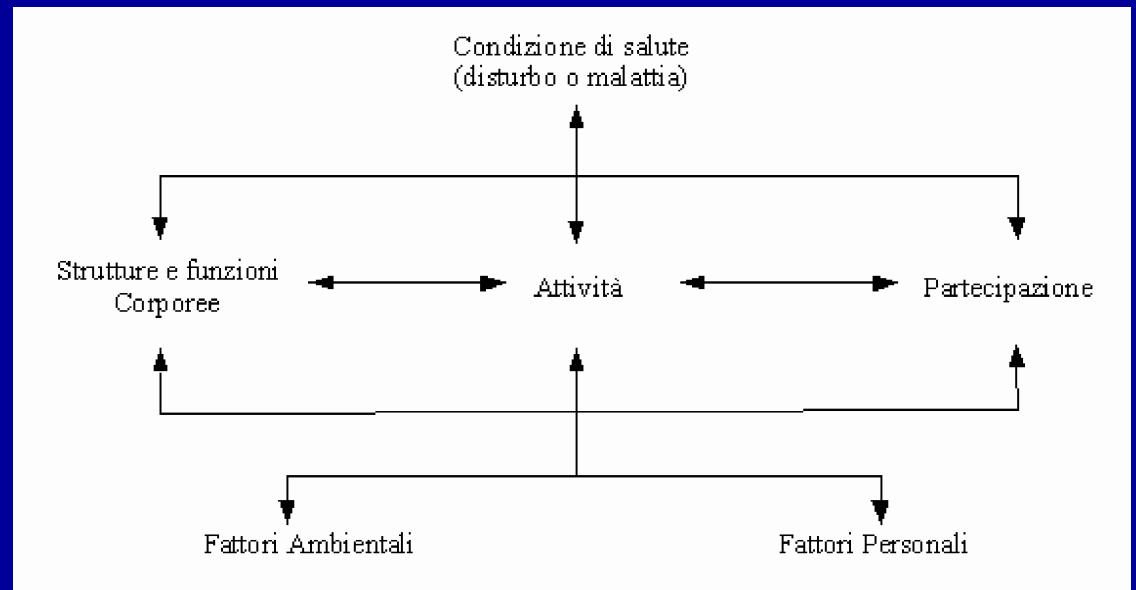 Condizione di salute
(disturbo o malattia)
Strutture e funzioni
Corporee
Attività
Partecipazione
Fattori Ambientali
Fattori Personali